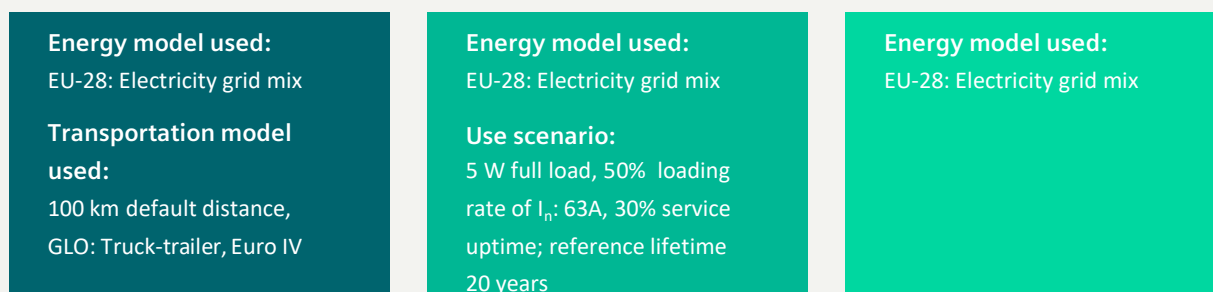 Energy model used:
EU-28: Electricity grid mix
Transportation model
used:
100 km default distance,
GLO: Truck-trailer, Euro IV
Energy model used:
EU-28: Electricity grid mix
Use scenario:
5 W full load, 50% loading
rate of Iₙ: 63A, 30% service
uptime; reference lifetime
20 years
Energy model used:
EU-28: Electricity grid mix